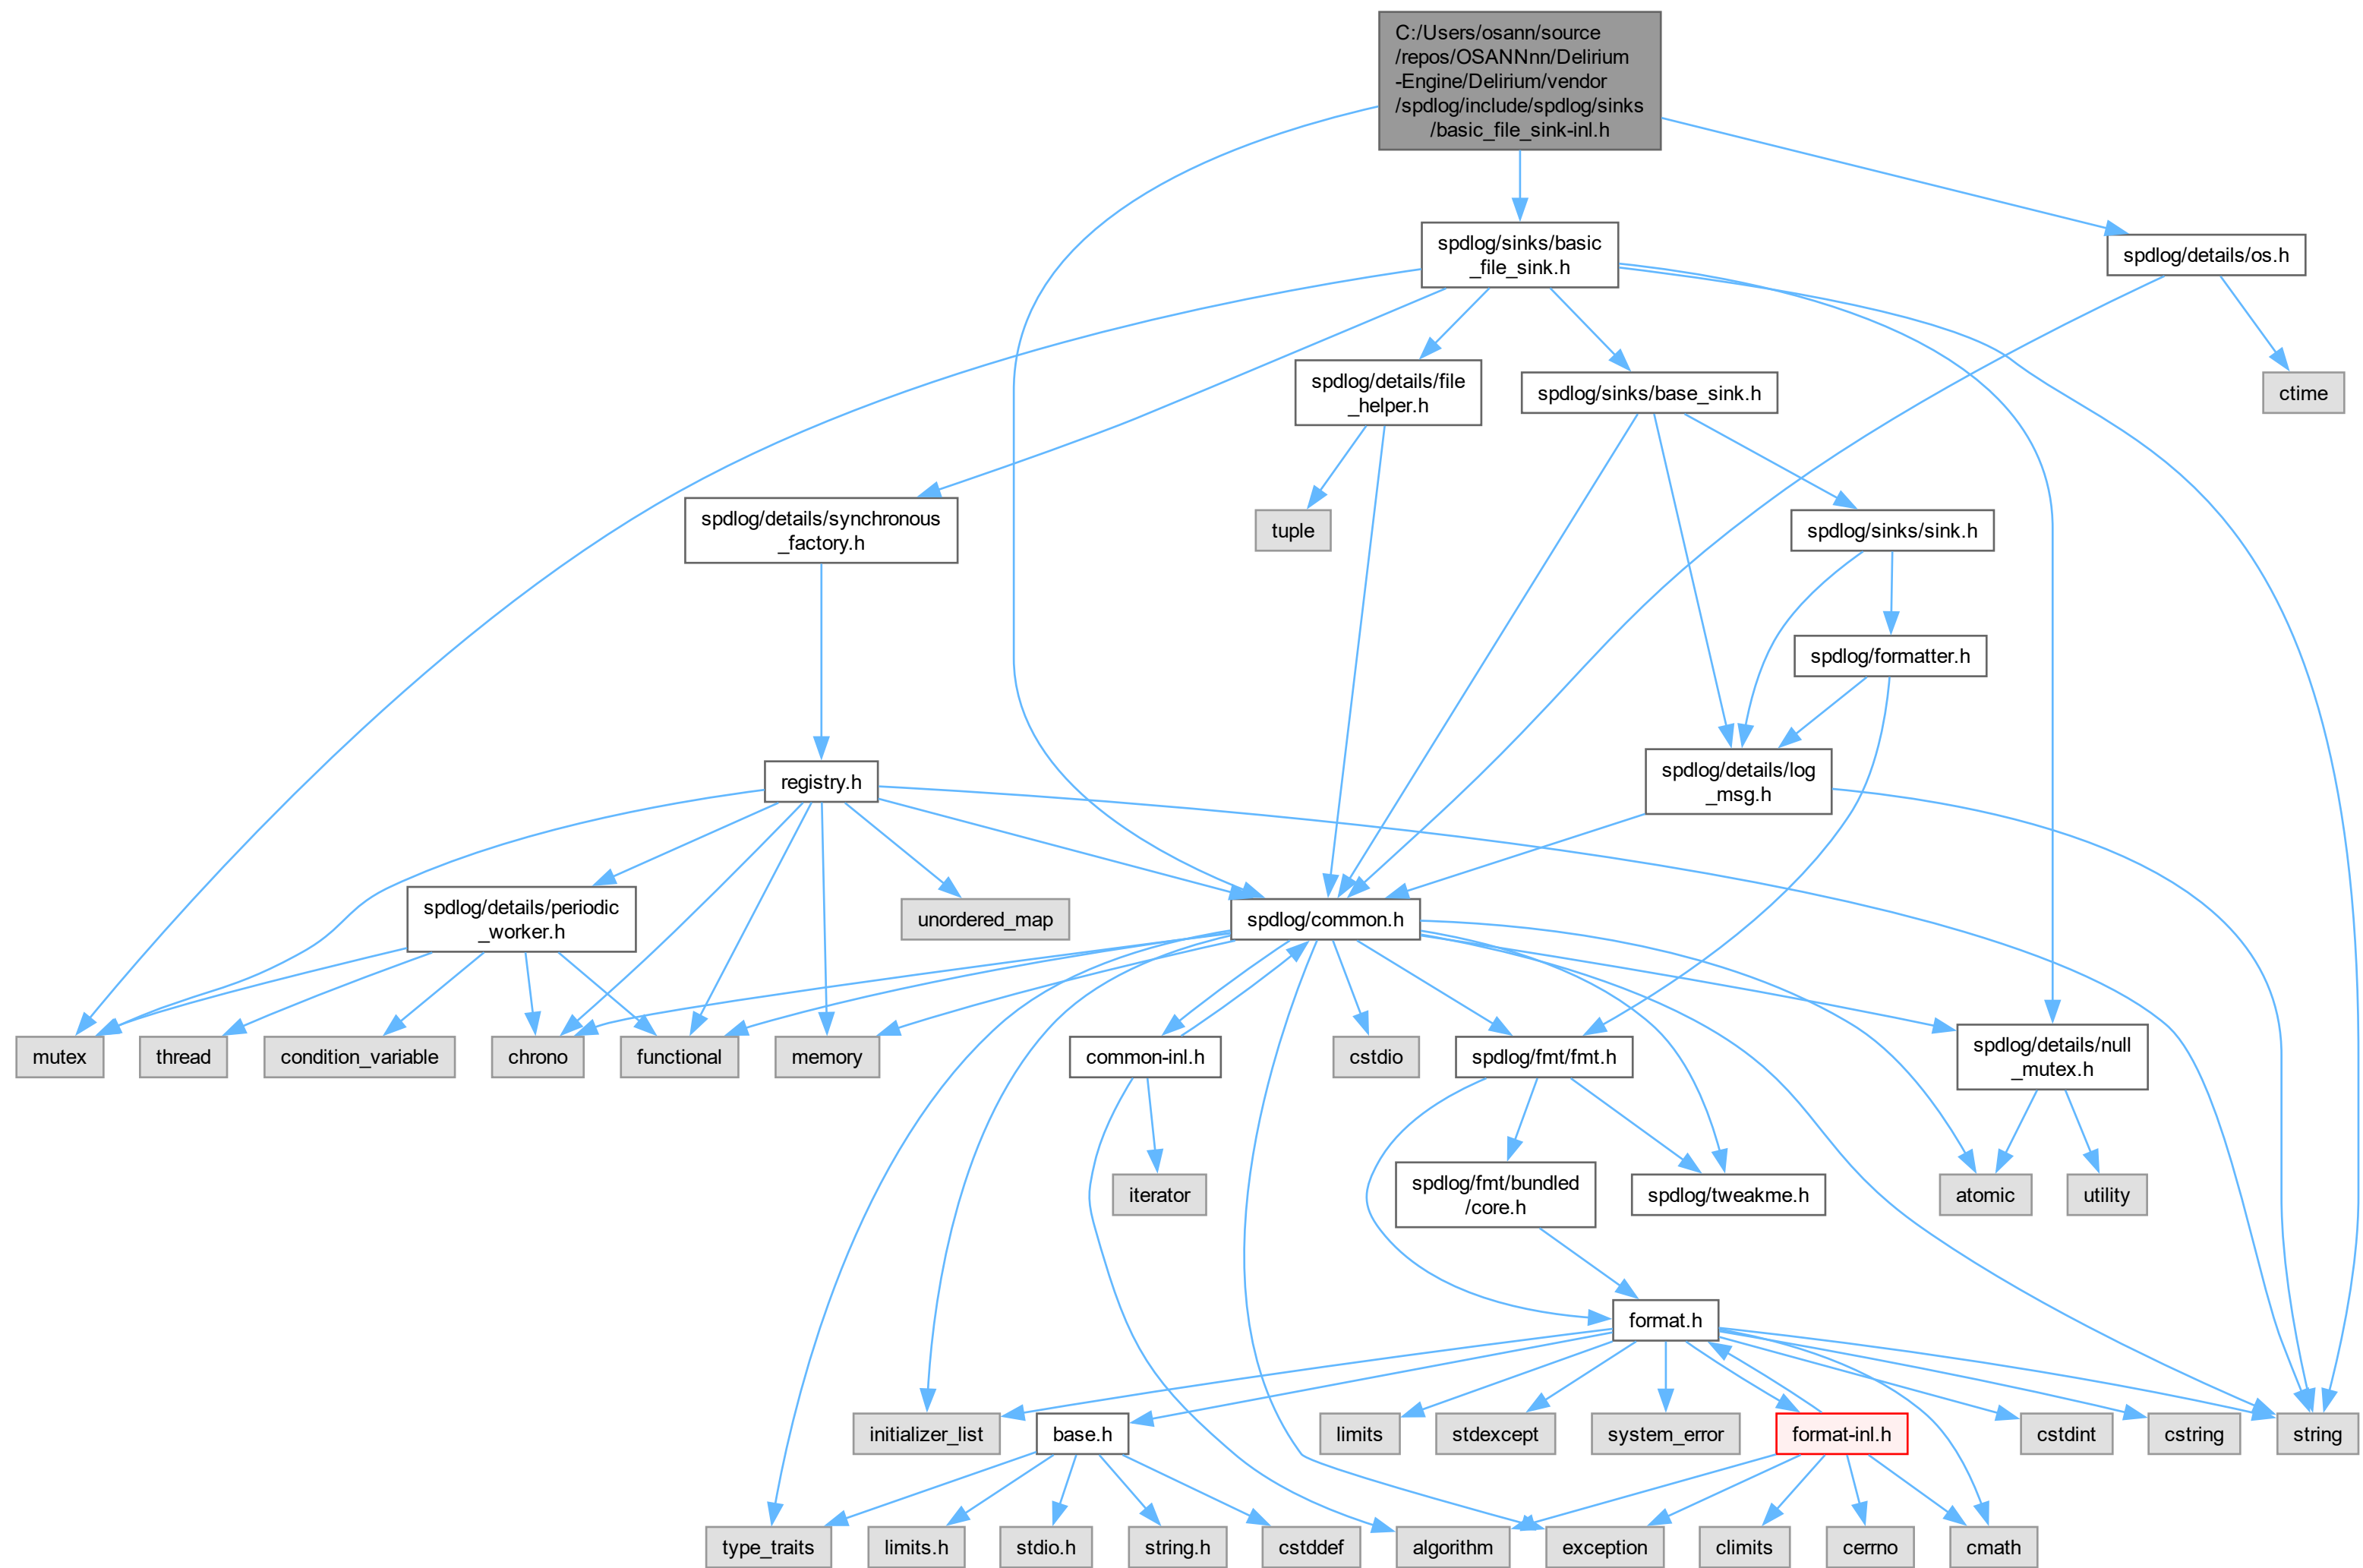 C:/Users/osann/source
/repos/OSANNnn/Delirium
-Engine/Delirium/vendor
/spdlog/include/spdlog/sinks
/basic_file_sink-inl.h
spdlog/sinks/basic
_file_sink.h
spdlog/details/os.h
spdlog/details/file
_helper.h
spdlog/sinks/base_sink.h
ctime
spdlog/details/synchronous
_factory.h
tuple
spdlog/sinks/sink.h
spdlog/formatter.h
registry.h
spdlog/details/log
_msg.h
spdlog/details/periodic
_worker.h
unordered_map
spdlog/common.h
mutex
thread
condition_variable
chrono
functional
memory
common-inl.h
cstdio
spdlog/fmt/fmt.h
spdlog/details/null
_mutex.h
iterator
spdlog/fmt/bundled
/core.h
spdlog/tweakme.h
atomic
utility
format.h
initializer_list
base.h
limits
stdexcept
system_error
format-inl.h
cstdint
cstring
string
type_traits
limits.h
stdio.h
string.h
cstddef
algorithm
exception
climits
cerrno
cmath